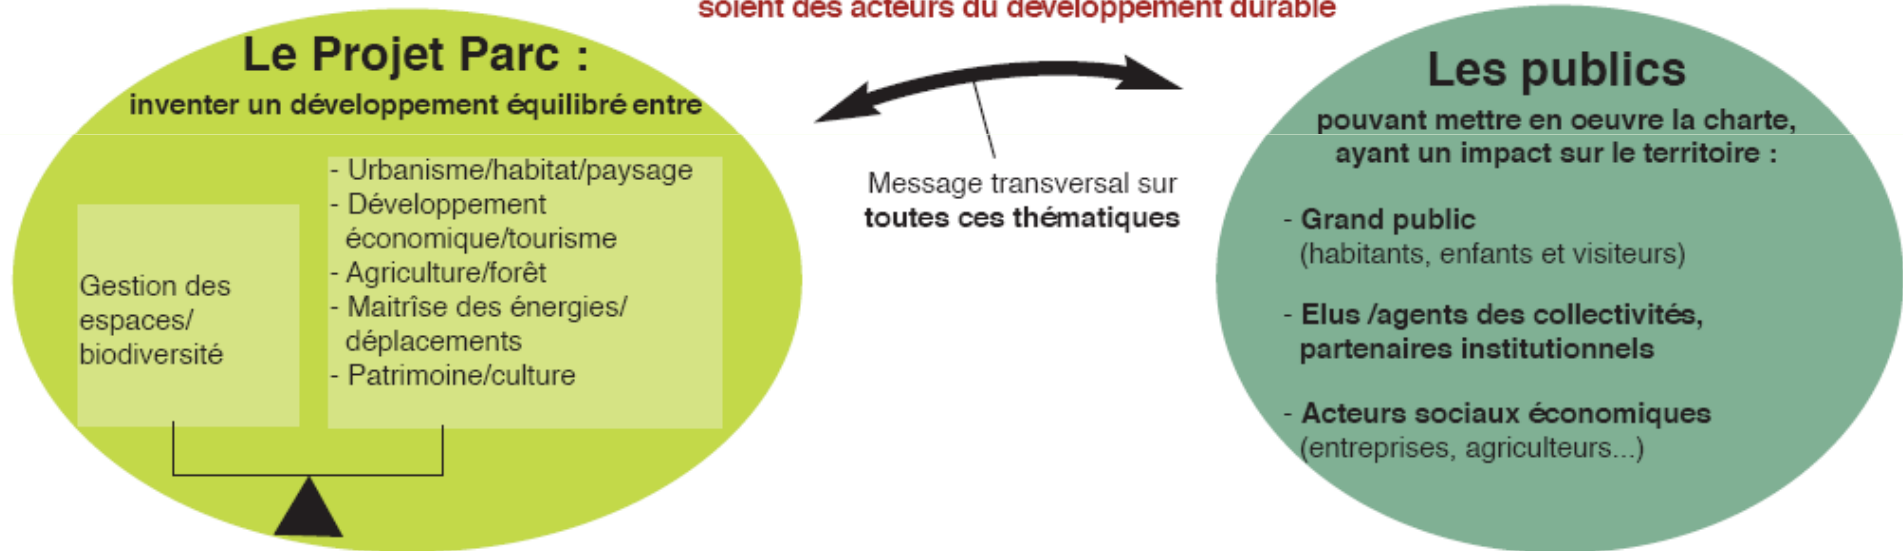 soient des acteurs du développement durable
Le Projet Parc :
inventer un développement équilibré entre
Gestion des
espaces/
biodiversité
- Urbanisme/habitat/paysage
- Développement
économique/tourisme
- Agriculture/forêt
- Maitrîse des énergies/
déplacements
- Patrimoine/culture
Message transversal sur
toutes ces thématiques
Les publics
pouvant mettre en oeuvre la charte,
ayant un impact sur le territoire :
- Grand public
(habitants, enfants et visiteurs)
- Elus /agents des collectivités,
partenaires institutionnels
- Acteurs sociaux économiques
(entreprises, agriculteurs...)